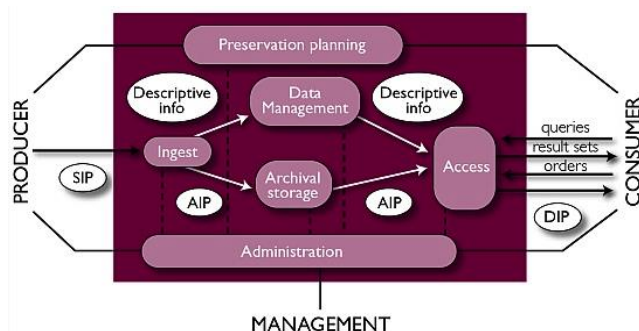 Preservation planning
PRODUCER
Descriptive
info
Data
Management
Descriptive
info
CONSUMER
queries
result sets
orders
Ingest
Access
SIP
AIP
Archival
storage
AIP
DIP
Administration
MANAGEMENT